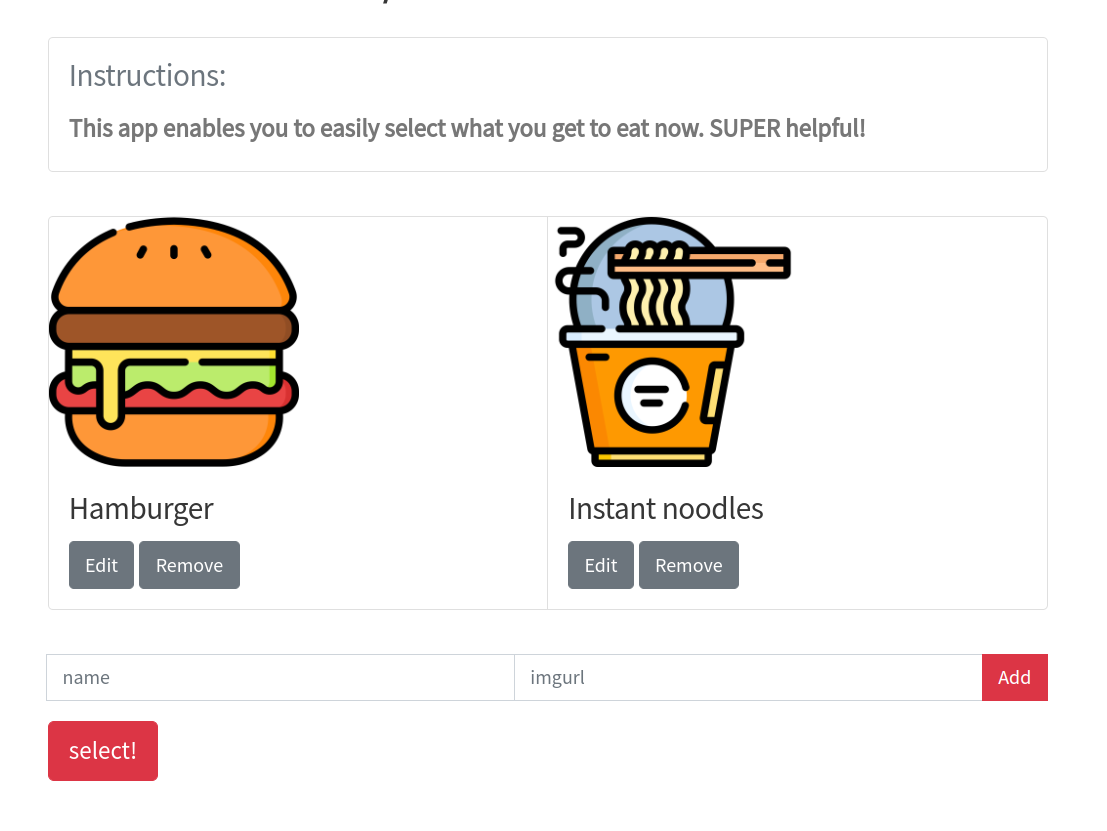 Instructions:
This app enables you to easily select what you get to eat now. SUPER helpful!
Hamburger
Instant noodles
Edit Remove
Edit Remove
name
imgurl
Add
select!